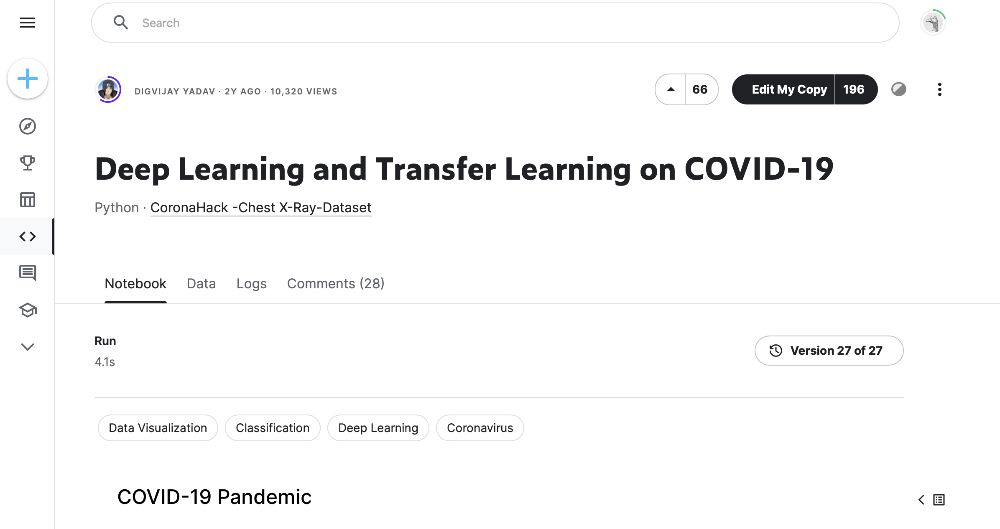 Search
DIGVIJAY YADAV · 2Y AGO · 10,320 VIEWS
66
Edit My Copy 196
Deep Learning and Transfer Learning on COVID-19
Python · CoronaHack -Chest X-Ray-Dataset
Notebook Data Logs Comments (28)
Run
4.1s
Version 27 of 27
Data Visualization Classification Deep Learning Coronavirus
COVID-19 Pandemic